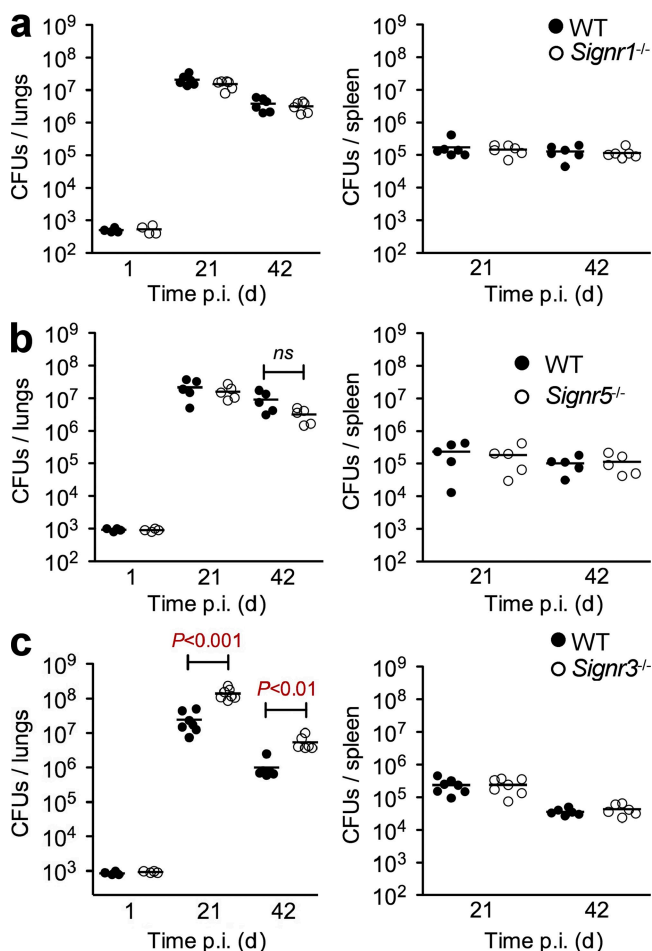 a
CFUs / lungs
10⁹
10⁸
10⁷
10⁶
10⁵
10⁴
10³
10²
1 21 42
Time p.i. (d)
CFUs / spleen
10⁹
10⁸
10⁷
10⁶
10⁵
10⁴
10³
10²
21 42
Time p.i. (d)
WT
Signr1⁻/⁻
b
CFUs / lungs
10⁹
10⁸
10⁷
10⁶
10⁵
10⁴
10³
10²
ns
1 21 42
Time p.i. (d)
CFUs / spleen
10⁹
10⁸
10⁷
10⁶
10⁵
10⁴
10³
10²
21 42
Time p.i. (d)
WT
Signr5⁻/⁻
c
P<0.001
P<0.01
CFUs / lungs
10⁹
10⁸
10⁷
10⁶
10⁵
10⁴
10³
1 21 42
Time p.i. (d)
CFUs / spleen
10⁹
10⁸
10⁷
10⁶
10⁵
10⁴
10³
10²
21 42
Time p.i. (d)
WT
Signr3⁻/⁻